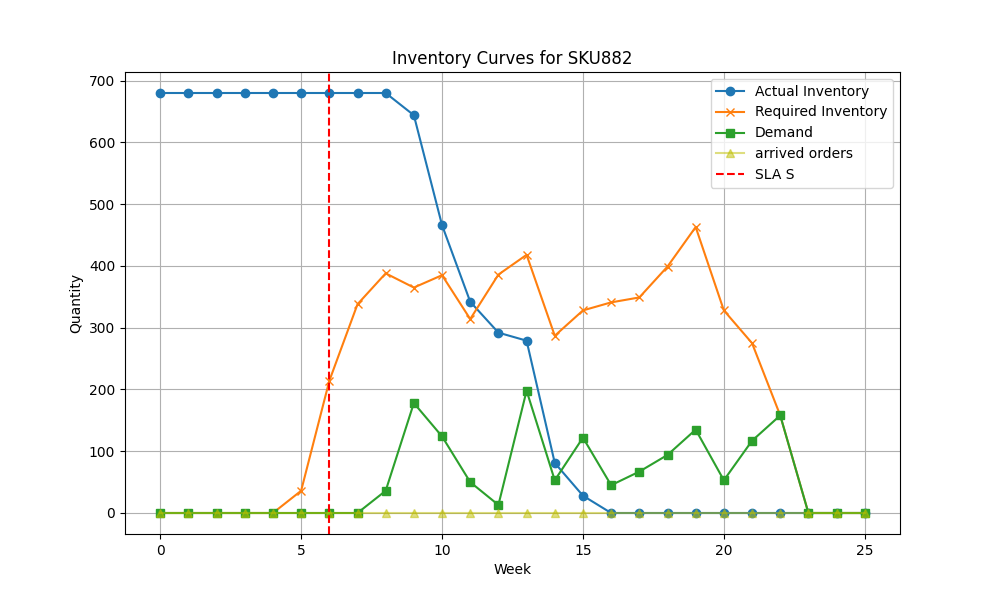 Inventory Curves for SKU882
Actual Inventory
Required Inventory
Demand
arrived orders
SLA S
Quantity
700
600
500
400
300
200
100
0
0 5 10 15 20 25
Week